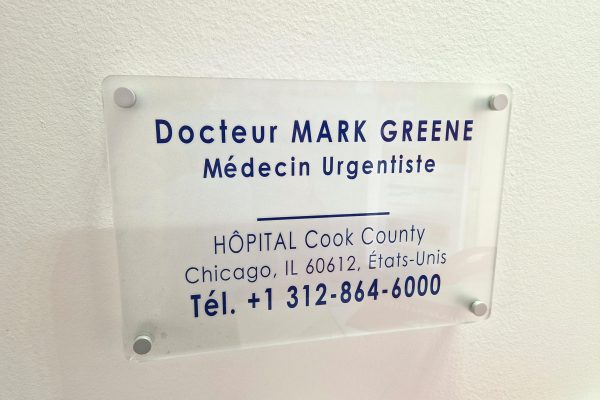 Docteur MARK GREENE
Médecin Urgentiste
HÔPITAL Cook County
Chicago, IL 60612, États-Unis
Tél. +1 312-864-6000